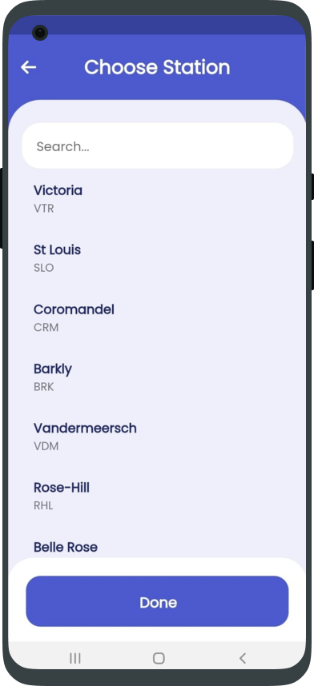 Choose Station
Search...
Victoria
VTR
St Louis
SLO
Coromandel
CRM
Barkly
BRK
Vandermeersch
VDM
Rose-Hill
RHL
Belle Rose
Done